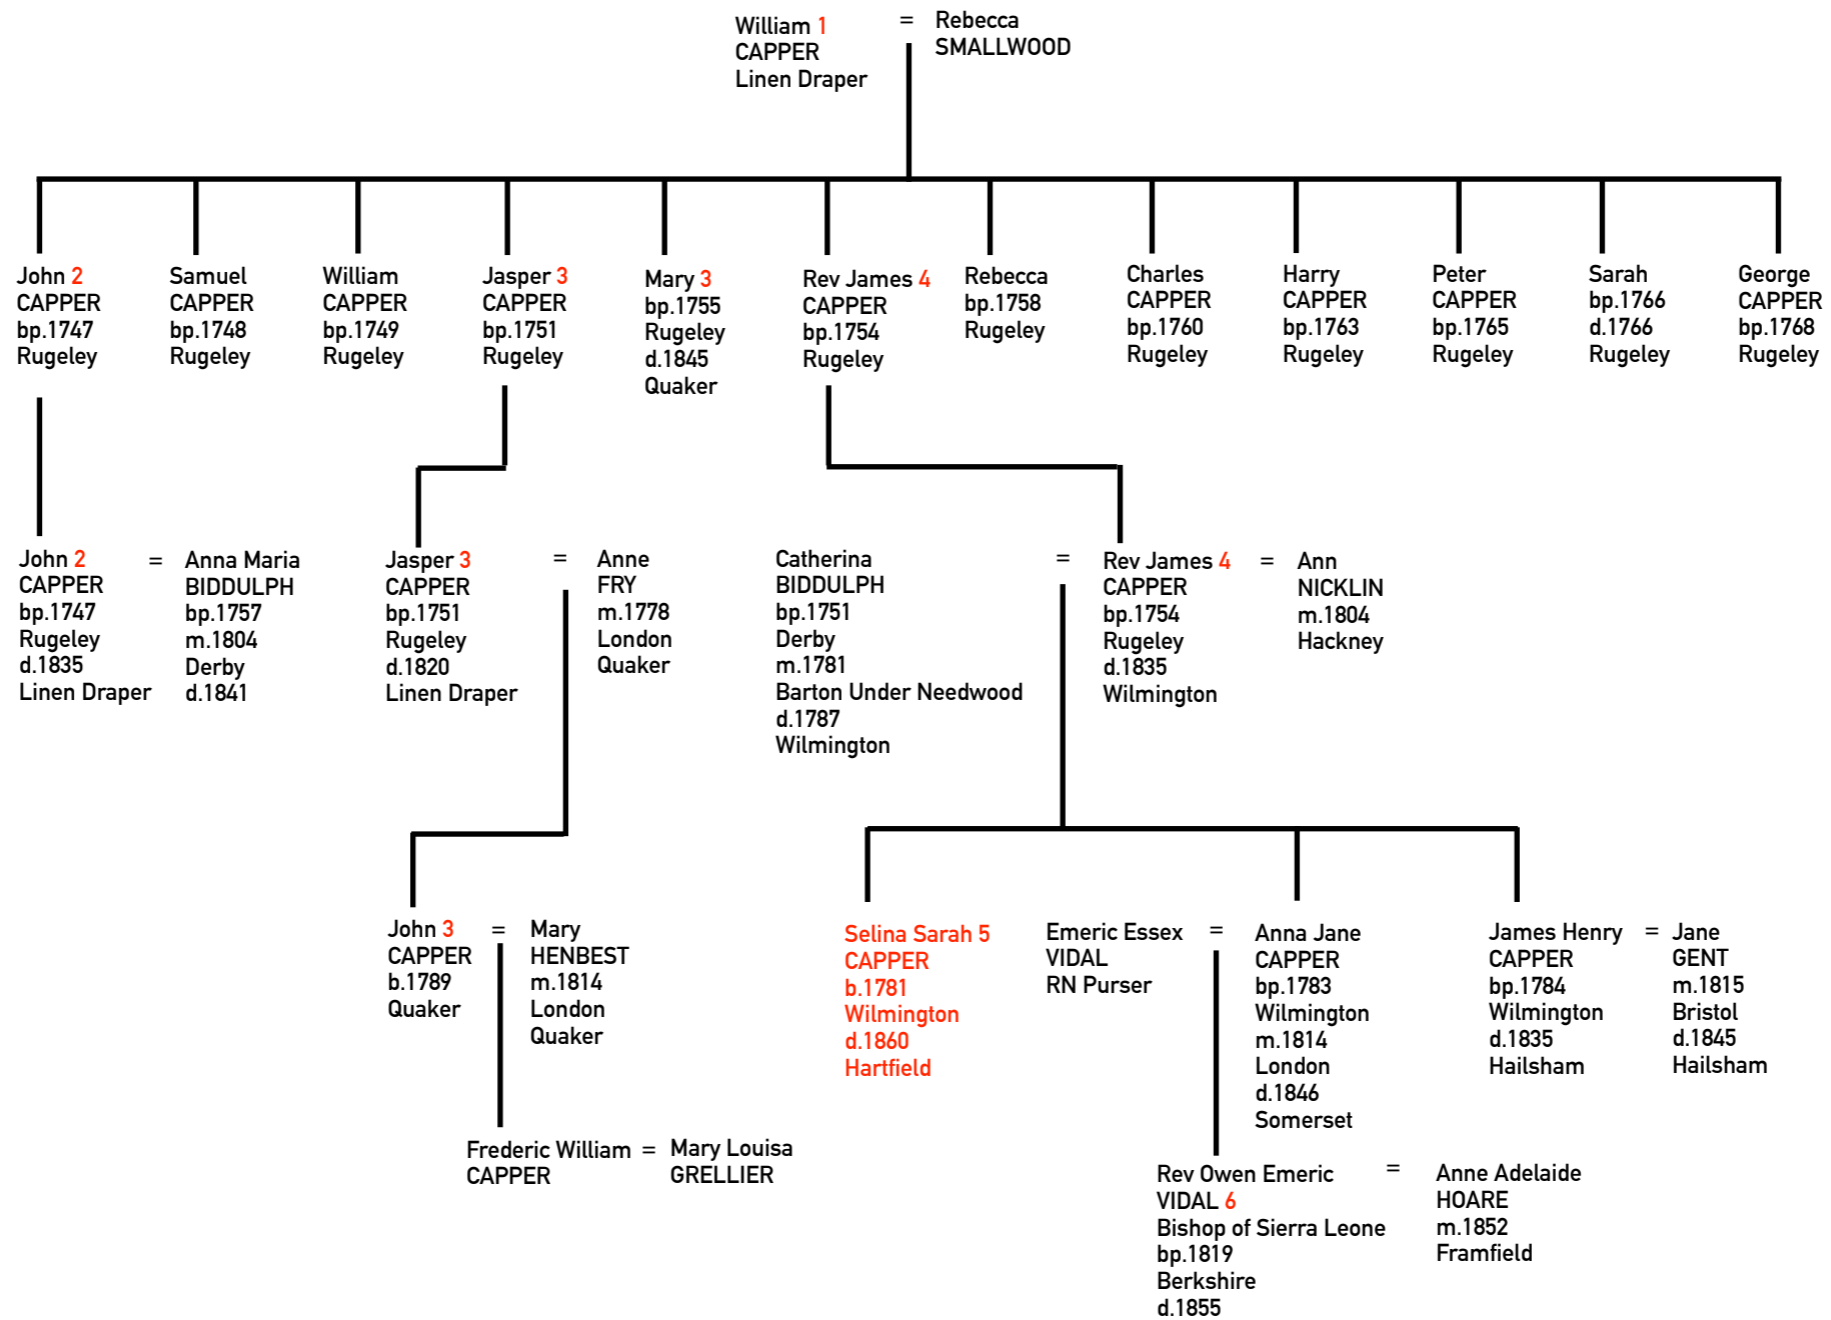 William 1
CAPPER
Linen Draper
=
Rebecca
SMALLWOOD
John 2
CAPPER
bp.1747
Rugeley
Samuel
CAPPER
bp.1748
Rugeley
William
CAPPER
bp.1749
Rugeley
Jasper 3
CAPPER
bp.1751
Rugeley
Mary 3
bp.1755
Rugeley
d.1845
Quaker
Rev James 4
CAPPER
bp.1754
Rugeley
Rebecca
bp.1758
Rugeley
Charles
CAPPER
bp.1760
Rugeley
Harry
CAPPER
bp.1763
Rugeley
Peter
CAPPER
bp.1765
Rugeley
Sarah
bp.1766
d.1766
Rugeley
George
CAPPER
bp.1768
Rugeley
John 2
CAPPER
bp.1747
Rugeley
d.1835
Linen Draper
=
Anna Maria
BIDDULPH
bp.1757
m.1804
Derby
d.1841
Jasper 3
CAPPER
bp.1751
Rugeley
d.1820
Linen Draper
=
Anne
FRY
m.1778
London
Quaker
Catherina
BIDDULPH
bp.1751
Derby
m.1781
Barton Under Needwood
d.1787
Wilmington
=
Rev James 4
CAPPER
bp.1754
Rugeley
d.1835
Wilmington
=
Ann
NICKLIN
m.1804
Hackney
John 3
CAPPER
b.1789
Quaker
=
Mary
HENBEST
m.1814
London
Quaker
Selina Sarah 5
CAPPER
b.1781
Wilmington
d.1860
Hartfield
Emeric Essex
VIDAL
RN Purser
=
Anna Jane
CAPPER
bp.1783
Wilmington
m.1814
London
d.1846
Somerset
James Henry
CAPPER
bp.1784
Wilmington
d.1835
Hailsham
=
Jane
GENT
m.1815
Bristol
d.1845
Hailsham
Frederic William
CAPPER
=
Mary Louisa
GRELLIER
Rev Owen Emeric
VIDAL 6
Bishop of Sierra Leone
bp.1819
Berkshire
d.1855
=
Anne Adelaide
HOARE
m.1852
Framfield